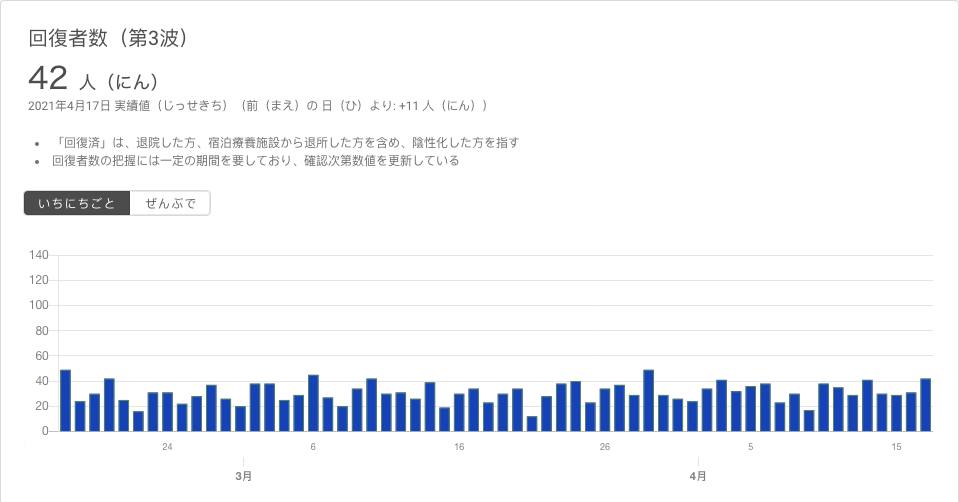 回復者数（第3波）
42 人（にん）
2021年4月17日 実績値（じっせきち）（前（まえ）の 日（ひ）より: +11 人（にん））
• 「回復済」は、退院した方、宿泊療養施設から退所した方を含め、陰性化した方を指す
• 回復者数の把握には一定の期間を要しており、確認次第数値を更新している
いちにちごと ぜんぶで
140
120
100
80
60
40
20
0
24 6 16 26 5 15
3月 4月